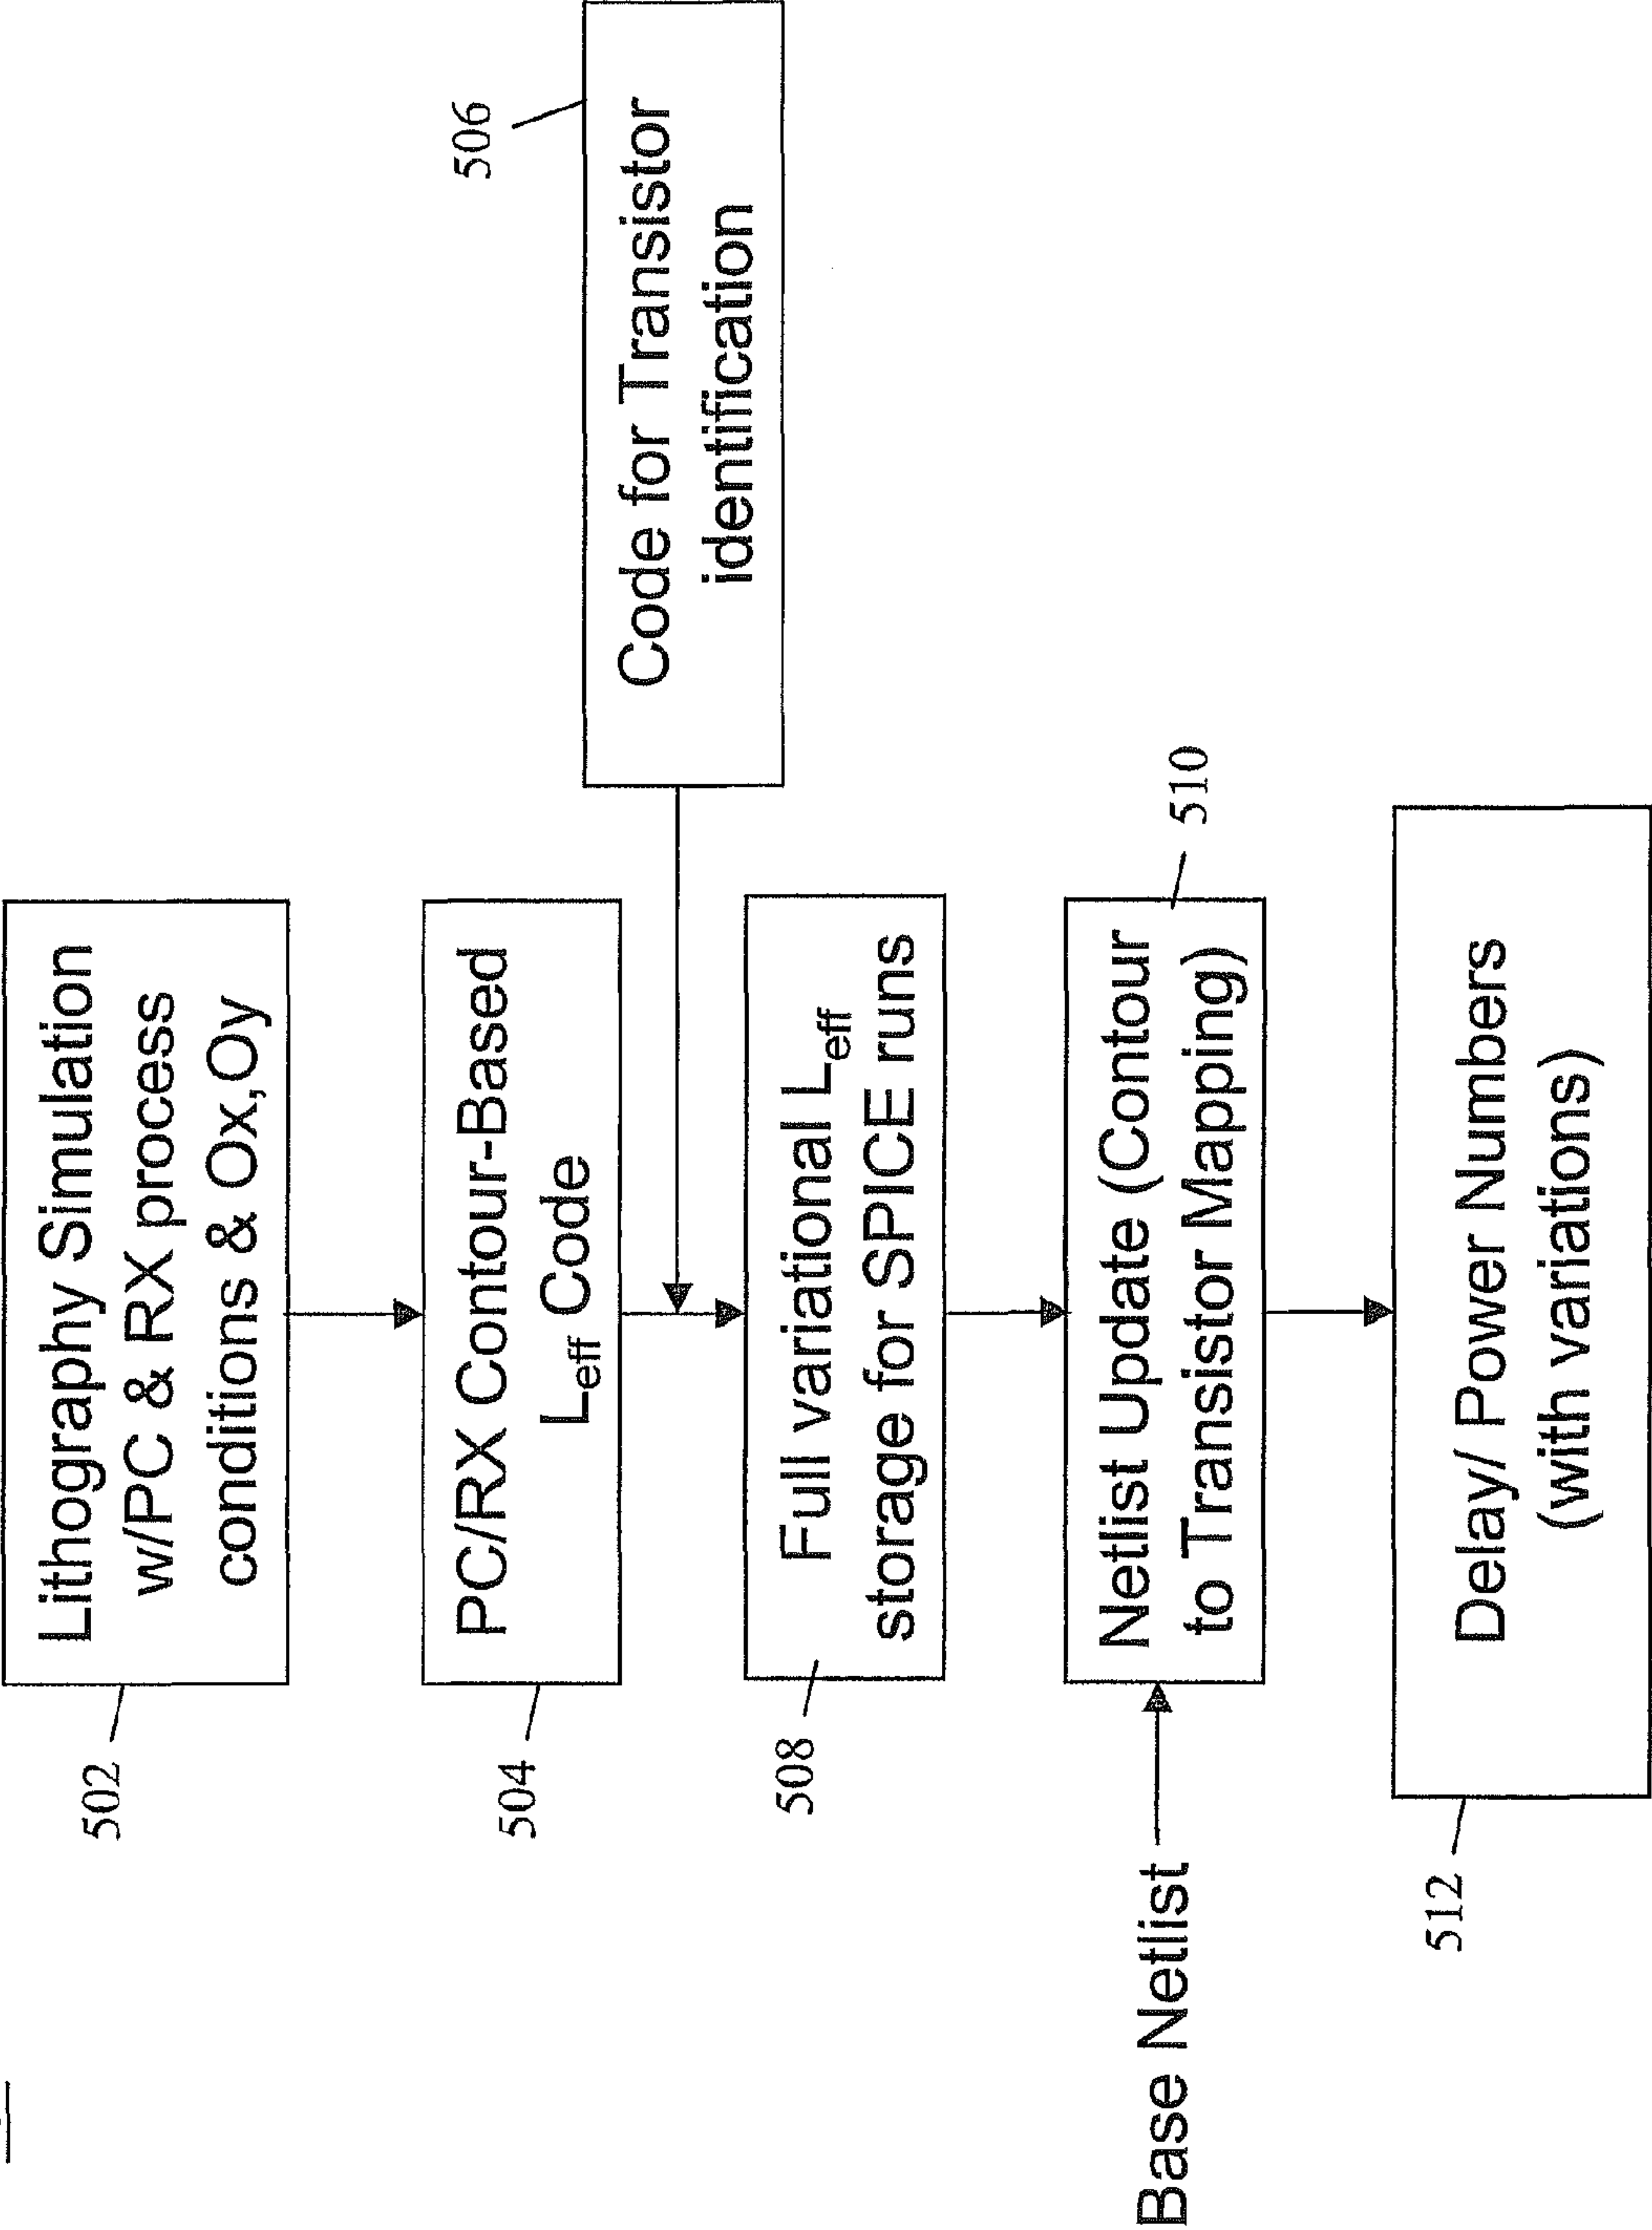 502
Lithography Simulation
w/PC & RX process
conditions & Ox,Oy
504
PC/RX Contour-Based
Leff Code
506
Code for Transistor
identification
508
Full variational Leff
storage for SPICE runs
Base Netlist
510
Netlist Update (Contour
to Transistor Mapping)
512
Delay/ Power Numbers
(with variations)